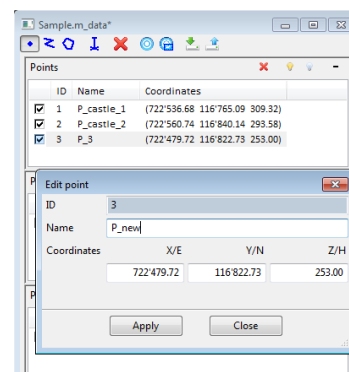 Sample.m_data*
Points
ID Name Coordinates
1 P_castle_1 (722'536.68 116'765.09 309.32)
2 P_castle_2 (722'560.74 116'840.14 293.58)
3 P_3 (722'479.72 116'822.73 253.00)
P
Edit point
ID 3
Name P_new
Coordinates X/E Y/N Z/H
722'479.72 116'822.73 253.00
P
Apply Close